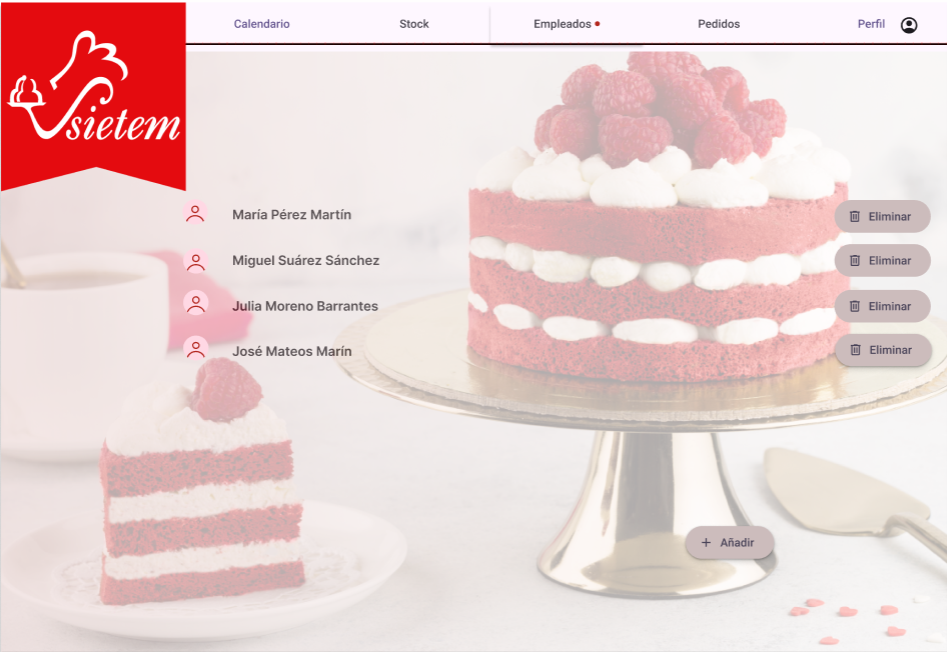 Calendario
Stock
Empleados
Pedidos
Perfil
sietem
María Pérez Martín
Eliminar
Miguel Suárez Sánchez
Eliminar
Julia Moreno Barrantes
Eliminar
José Mateos Marín
Eliminar
+ Añadir